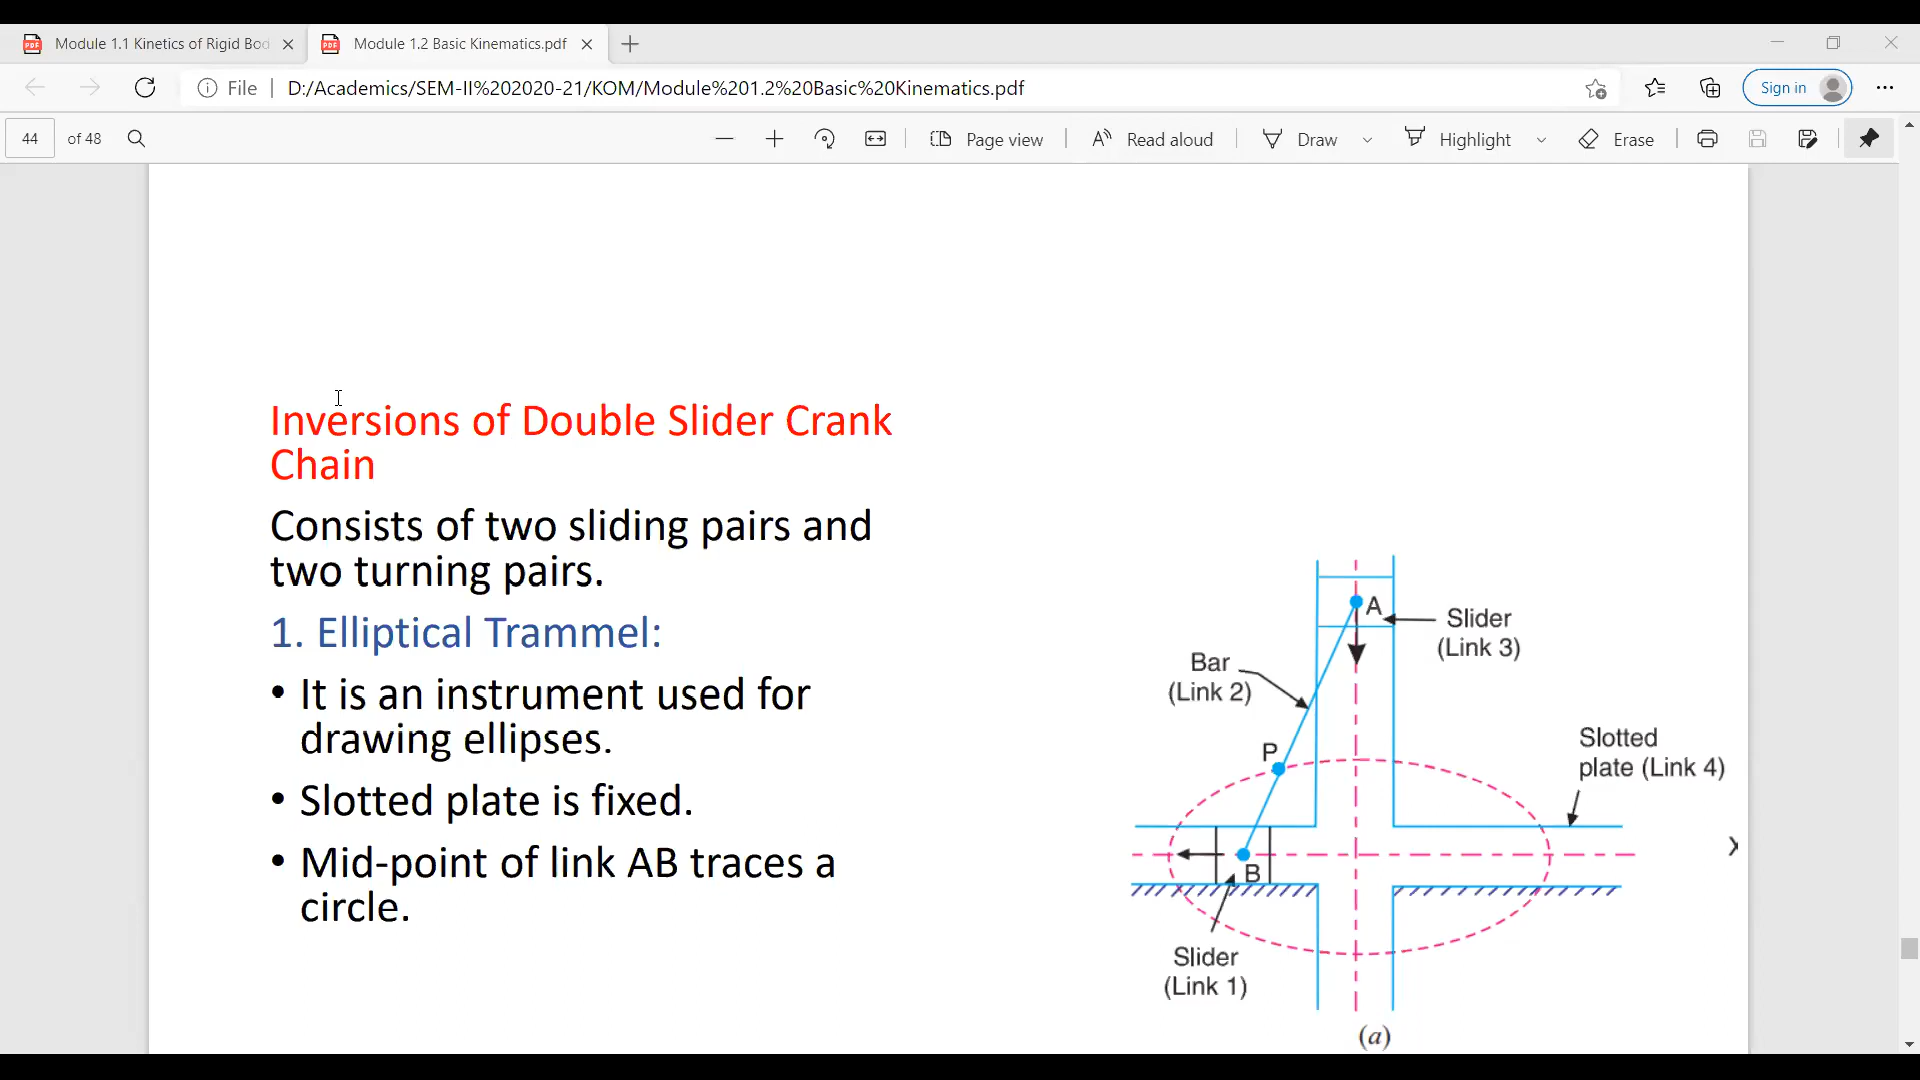 Module 1.1 Kinetics of Rigid Bod
Module 1.2 Basic Kinematics.pdf
File
D:/Academics/SEM-II%202020-21/KOM/Module%201.2%20Basic%20Kinematics.pdf
Sign in
44 of 48
Page view
Read aloud
Draw
Highlight
Erase
Inversions of Double Slider Crank
Chain
Consists of two sliding pairs and
two turning pairs.
1. Elliptical Trammel:
• It is an instrument used for
drawing ellipses.
• Slotted plate is fixed.
• Mid-point of link AB traces a
circle.
A
Slider
(Link 3)
Bar
(Link 2)
P
Slotted
plate (Link 4)
X
B
Slider
(Link 1)
(a)